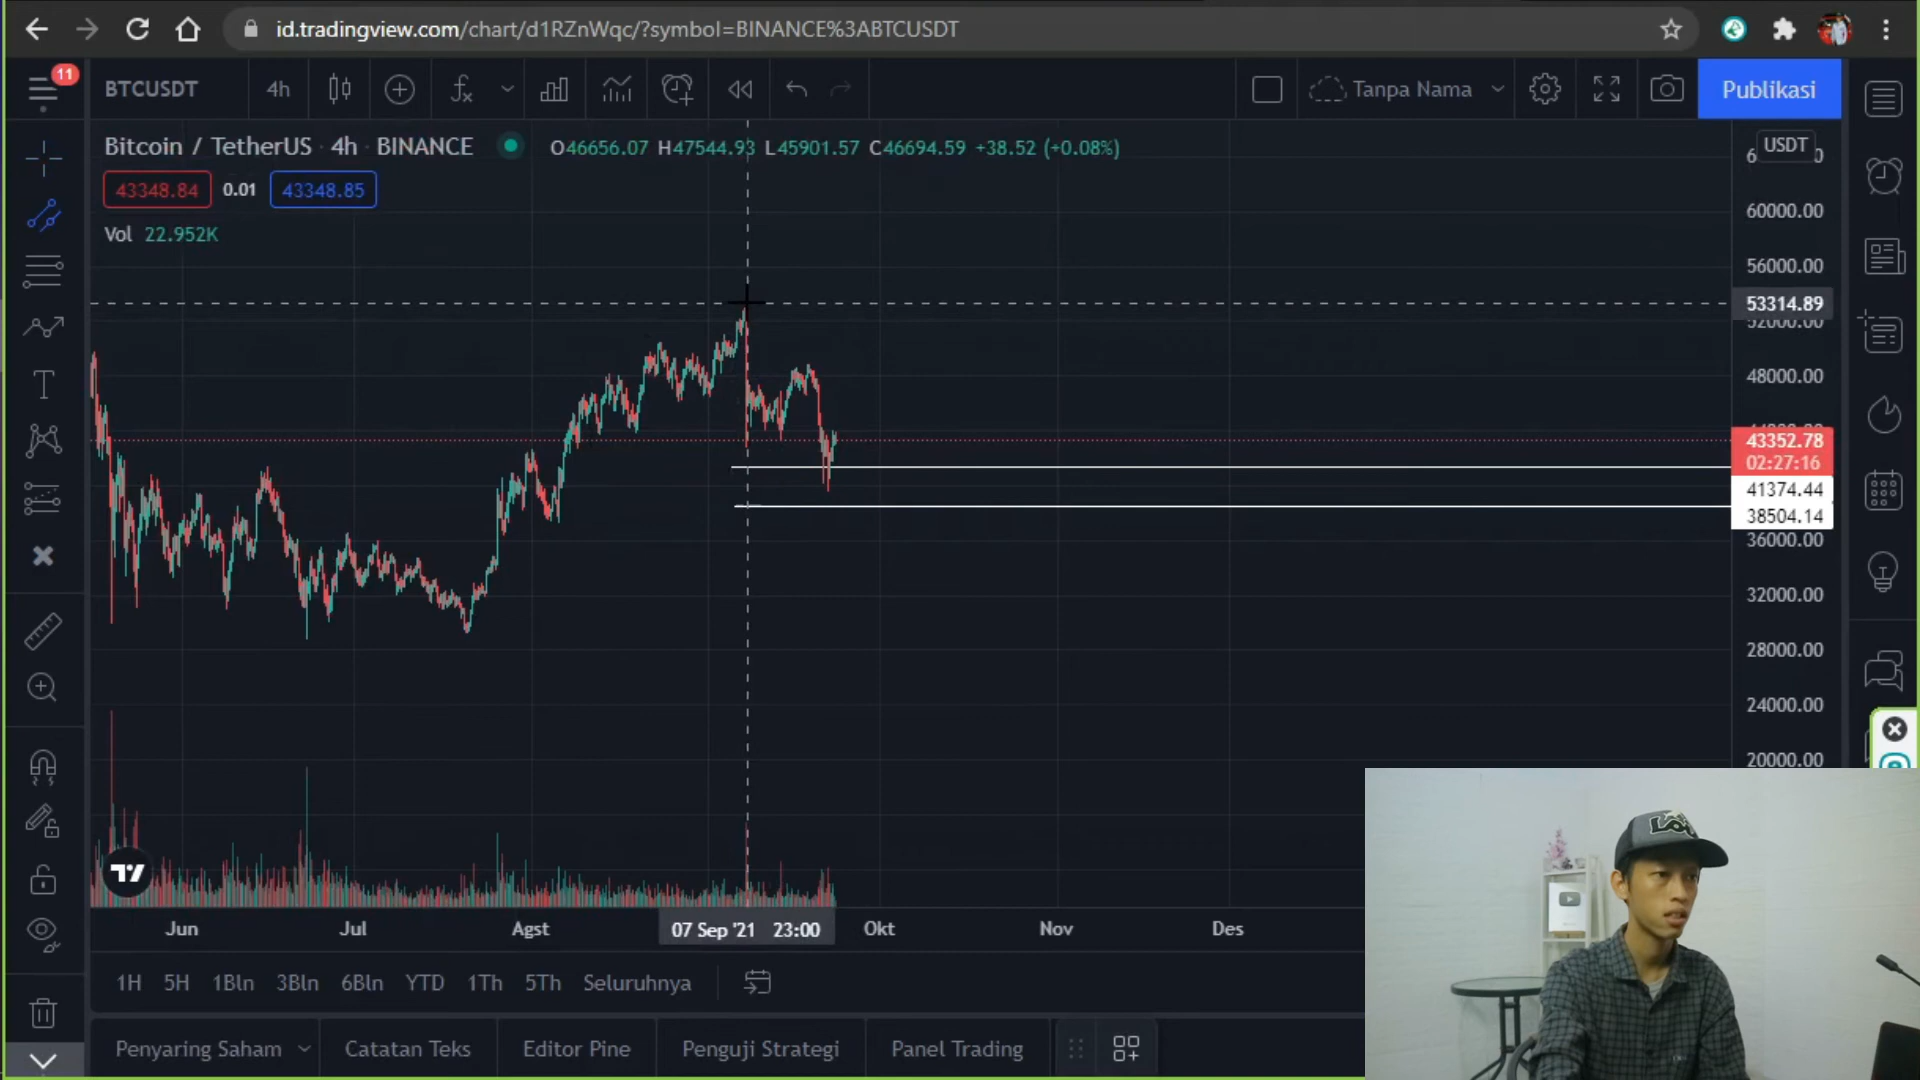 id.tradingview.com/chart/d1RZnWqc/?symbol=BINANCE%3ABTCUSDT
11
BTCUSDT
4h
Tanpa Nama
Publikasi
Bitcoin / TetherUS · 4h · BINANCE
O46656.07 H47544.93 L45901.57 C46694.59 +38.52 (+0.08%)
USDT
43348.84
0.01
43348.85
Vol 22.952K
60000.00
56000.00
53314.89
52000.00
48000.00
43352.78
02:27:16
41374.44
38504.14
36000.00
32000.00
28000.00
24000.00
20000.00
Jun
Jul
Agst
07 Sep '21 23:00
Okt
Nov
Des
1H
5H
1Bln
3Bln
6Bln
YTD
1Th
5Th
Seluruhnya
Penyaring Saham
Catatan Teks
Editor Pine
Penguji Strategi
Panel Trading